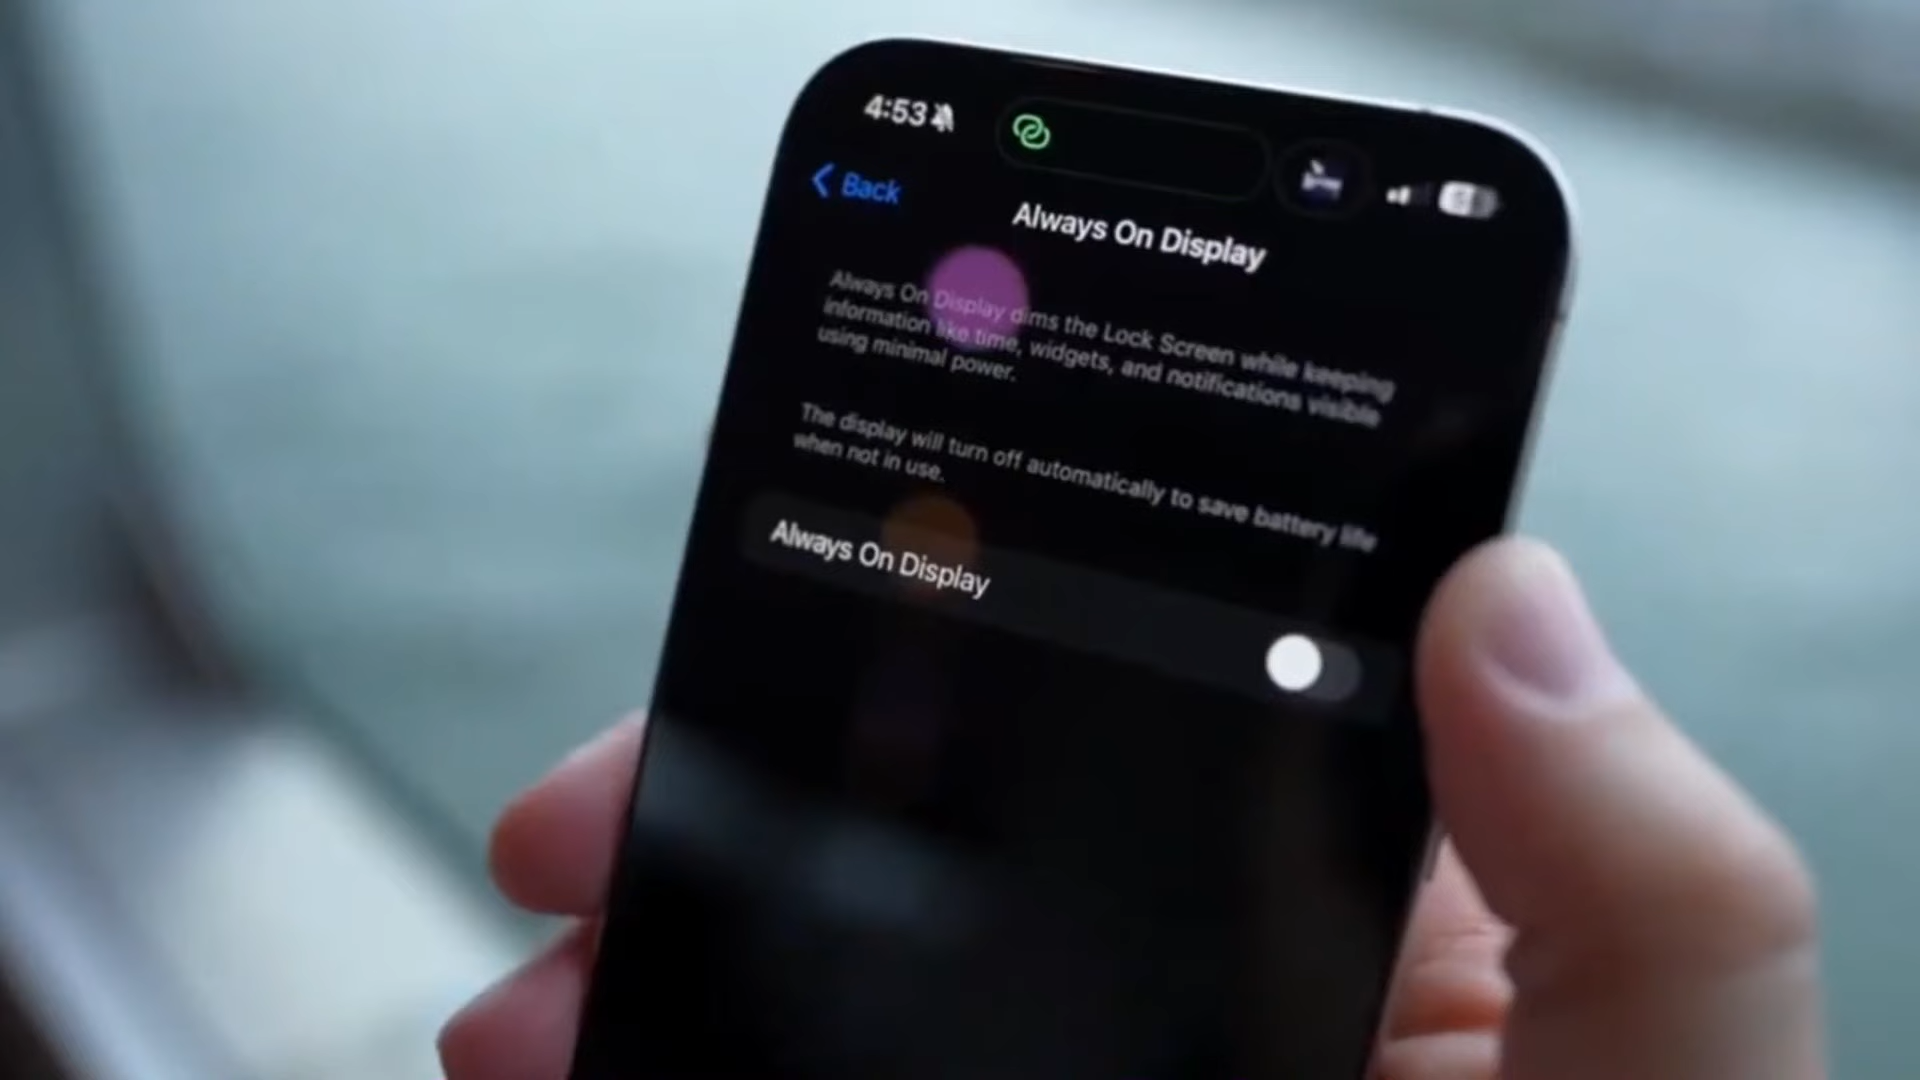 4:53
Back
Always On Display
Always On Display dims the Lock Screen while keeping
information like time, widgets, and notifications visible
using minimal power.
The display will turn off automatically to save battery life
when not in use.
Always On Display